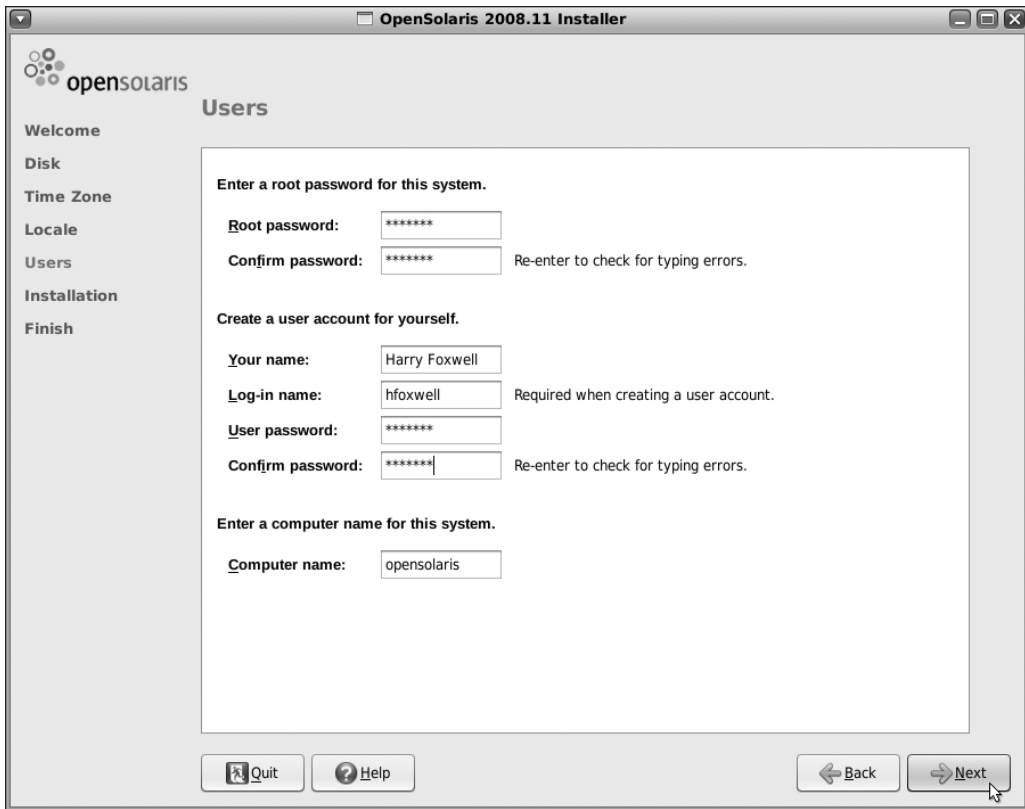 OpenSolaris 2008.11 Installer
opensolaris
Users
Welcome
Disk
Time Zone
Locale
Users
Installation
Finish
Enter a root password for this system.
Root password: *******
Confirm password: ******* Re-enter to check for typing errors.
Create a user account for yourself.
Your name: Harry Foxwell
Log-in name: hfoxwell Required when creating a user account.
User password: *******
Confirm password: ******* Re-enter to check for typing errors.
Enter a computer name for this system.
Computer name: opensolaris
Quit Help Back Next